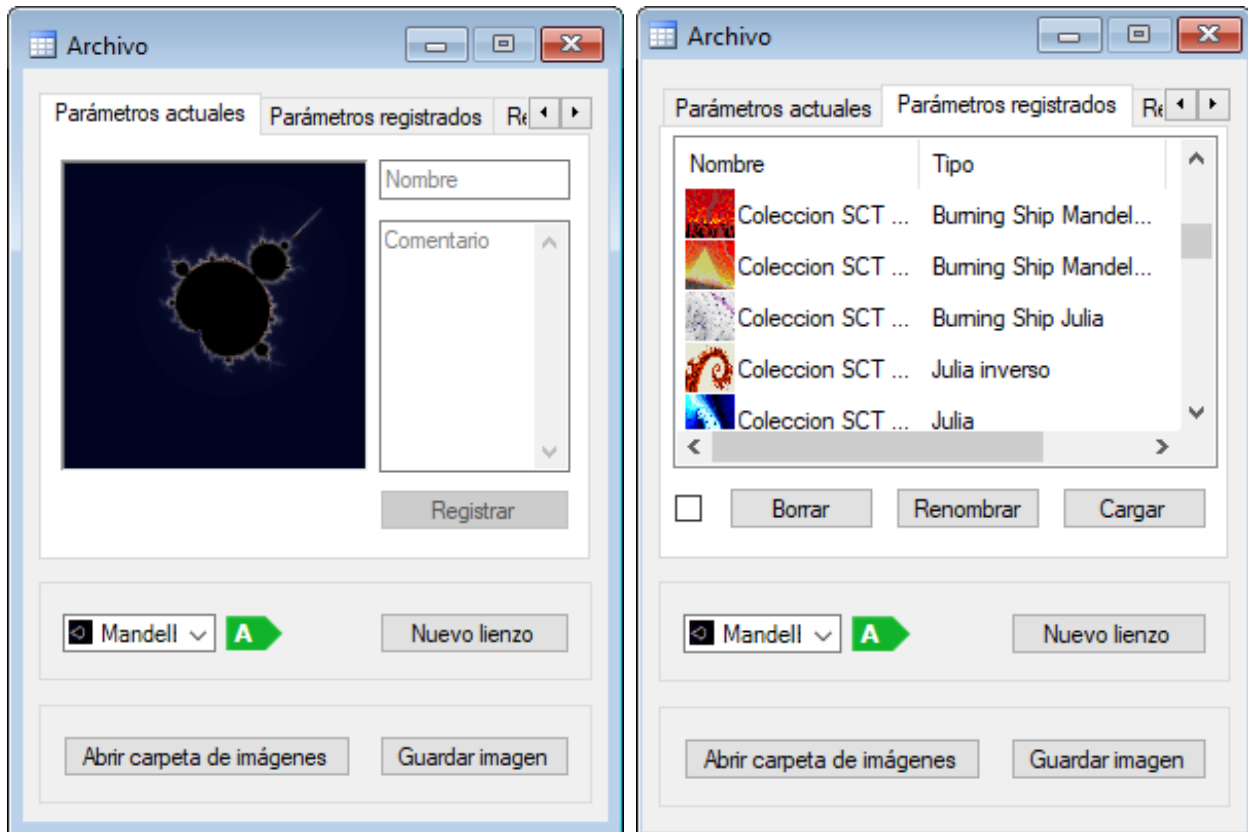 Archivo
Parámetros actuales
Parámetros registrados
Re
Nombre
Comentario
Registrar
Mandell
A
Nuevo lienzo
Abrir carpeta de imágenes
Guardar imagen
Archivo
Parámetros actuales
Parámetros registrados
Re
Nombre Tipo
Coleccion SCT ... Burning Ship Mandel...
Coleccion SCT ... Burning Ship Mandel...
Coleccion SCT ... Burning Ship Julia
Coleccion SCT ... Julia inverso
Coleccion SCT ... Julia
Borrar
Renombrar
Cargar
Mandell
A
Nuevo lienzo
Abrir carpeta de imágenes
Guardar imagen